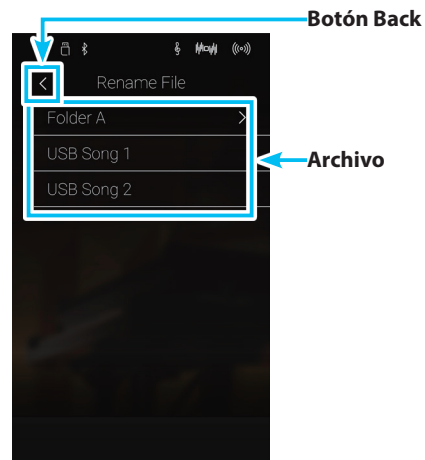 Botón Back
Rename File
Folder A
USB Song 1
Archivo
USB Song 2